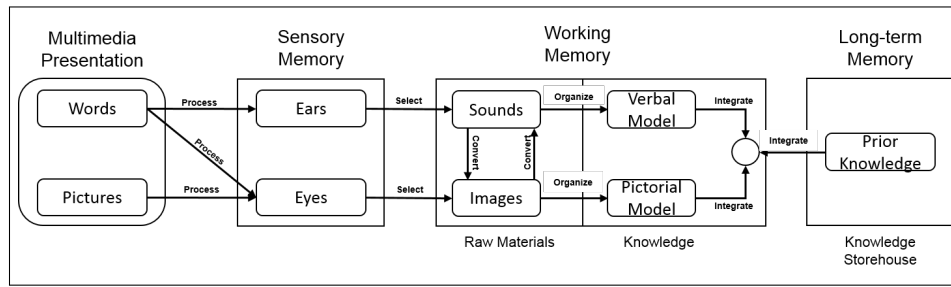 Multimedia
Presentation
Sensory
Memory
Working
Memory
Long-term
Memory
Words
Process
Ears
Select
Sounds
Organize
Verbal
Model
Integrate
Process
Convert
Convert
Integrate
Prior
Knowledge
Pictures
Process
Eyes
Select
Images
Organize
Pictorial
Model
Integrate
Raw Materials
Knowledge
Knowledge
Storehouse